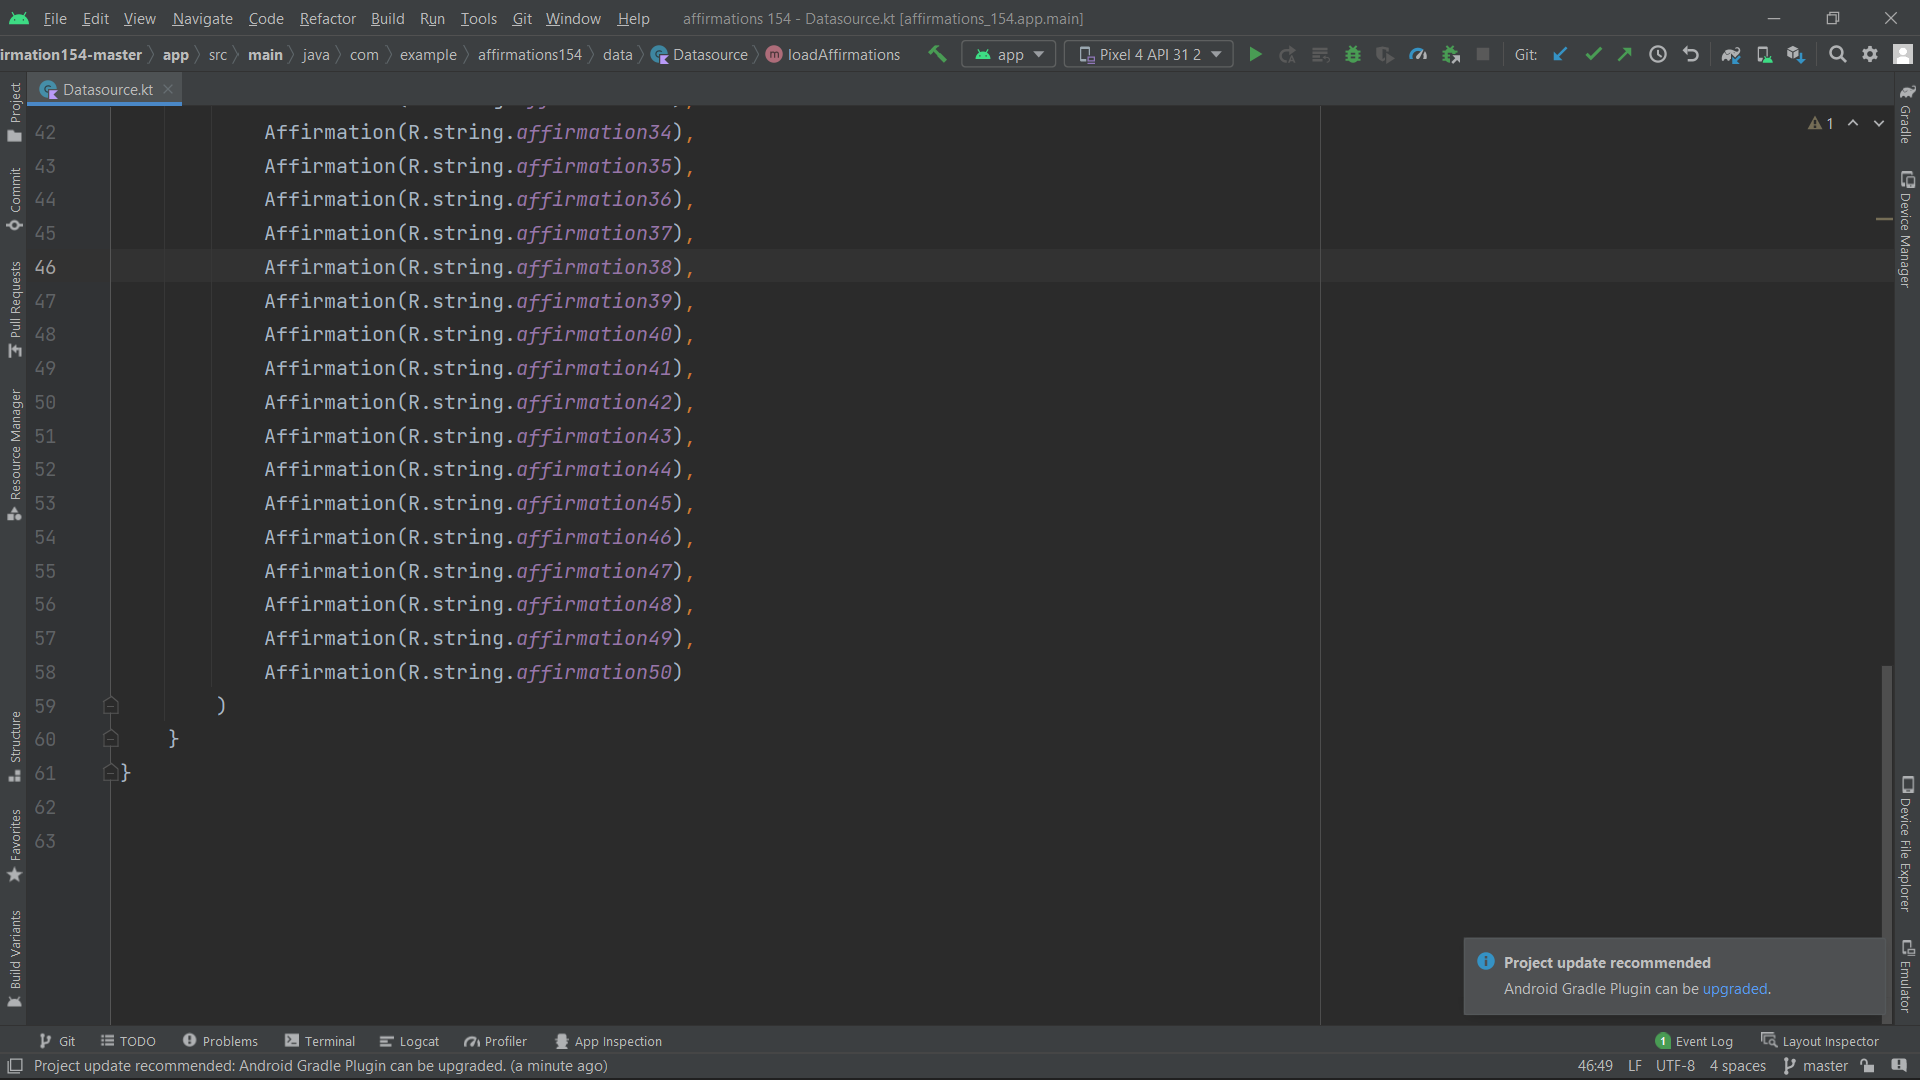 File Edit View Navigate Code Refactor Build Run Tools Git Window Help affirmations 154 - Datasource.kt [affirmations_154.app.main]
irmation154-master app src main java com example affirmations154 data Datasource loadAffirmations app Pixel 4 API 31 2 Git:
Datasource.kt
42 Affirmation(R.string.affirmation34),
43 Affirmation(R.string.affirmation35),
44 Affirmation(R.string.affirmation36),
45 Affirmation(R.string.affirmation37),
46 Affirmation(R.string.affirmation38),
47 Affirmation(R.string.affirmation39),
48 Affirmation(R.string.affirmation40),
49 Affirmation(R.string.affirmation41),
50 Affirmation(R.string.affirmation42),
51 Affirmation(R.string.affirmation43),
52 Affirmation(R.string.affirmation44),
53 Affirmation(R.string.affirmation45),
54 Affirmation(R.string.affirmation46),
55 Affirmation(R.string.affirmation47),
56 Affirmation(R.string.affirmation48),
57 Affirmation(R.string.affirmation49),
58 Affirmation(R.string.affirmation50)
59 )
60 }
61 }
62
63
1
Project
Commit
Pull Requests
Resource Manager
Structure
Favorites
Build Variants
Gradle
Device Manager
Device File Explorer
Emulator
Project update recommended
Android Gradle Plugin can be upgraded.
Git TODO Problems Terminal Logcat Profiler App Inspection 1 Event Log Layout Inspector
Project update recommended: Android Gradle Plugin can be upgraded. (a minute ago) 46:49 LF UTF-8 4 spaces master